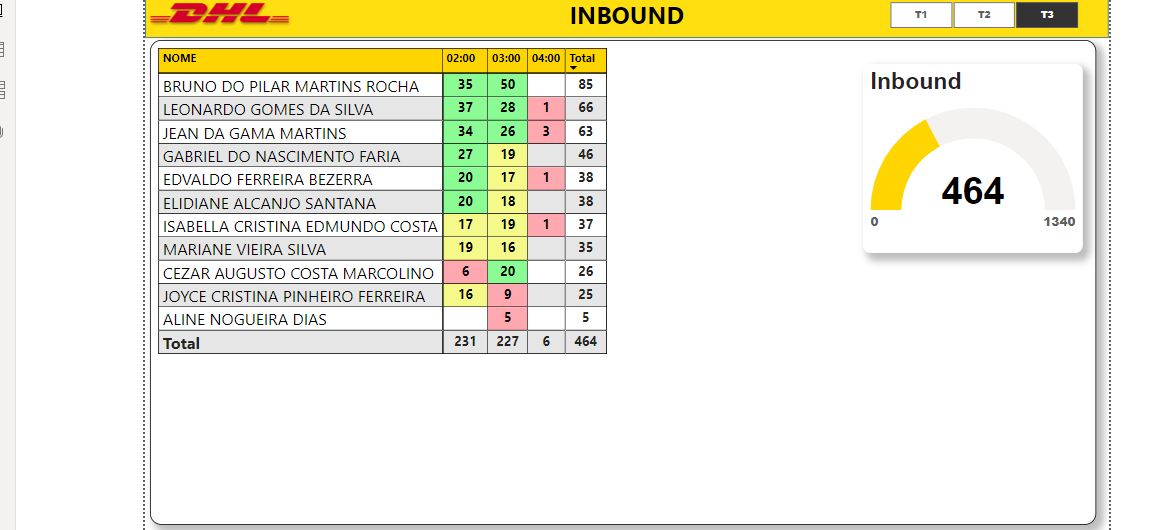 DHL
INBOUND
T1 T2 T3
NOME 02:00 03:00 04:00 Total
BRUNO DO PILAR MARTINS ROCHA 35 50 85
LEONARDO GOMES DA SILVA 37 28 1 66
JEAN DA GAMA MARTINS 34 26 3 63
GABRIEL DO NASCIMENTO FARIA 27 19 46
EDVALDO FERREIRA BEZERRA 20 17 1 38
ELIDIANE ALCANJO SANTANA 20 18 38
ISABELLA CRISTINA EDMUNDO COSTA 17 19 1 37
MARIANE VIEIRA SILVA 19 16 35
CEZAR AUGUSTO COSTA MARCOLINO 6 20 26
JOYCE CRISTINA PINHEIRO FERREIRA 16 9 25
ALINE NOGUEIRA DIAS 5 5
Total 231 227 6 464
Inbound
464
0 1340